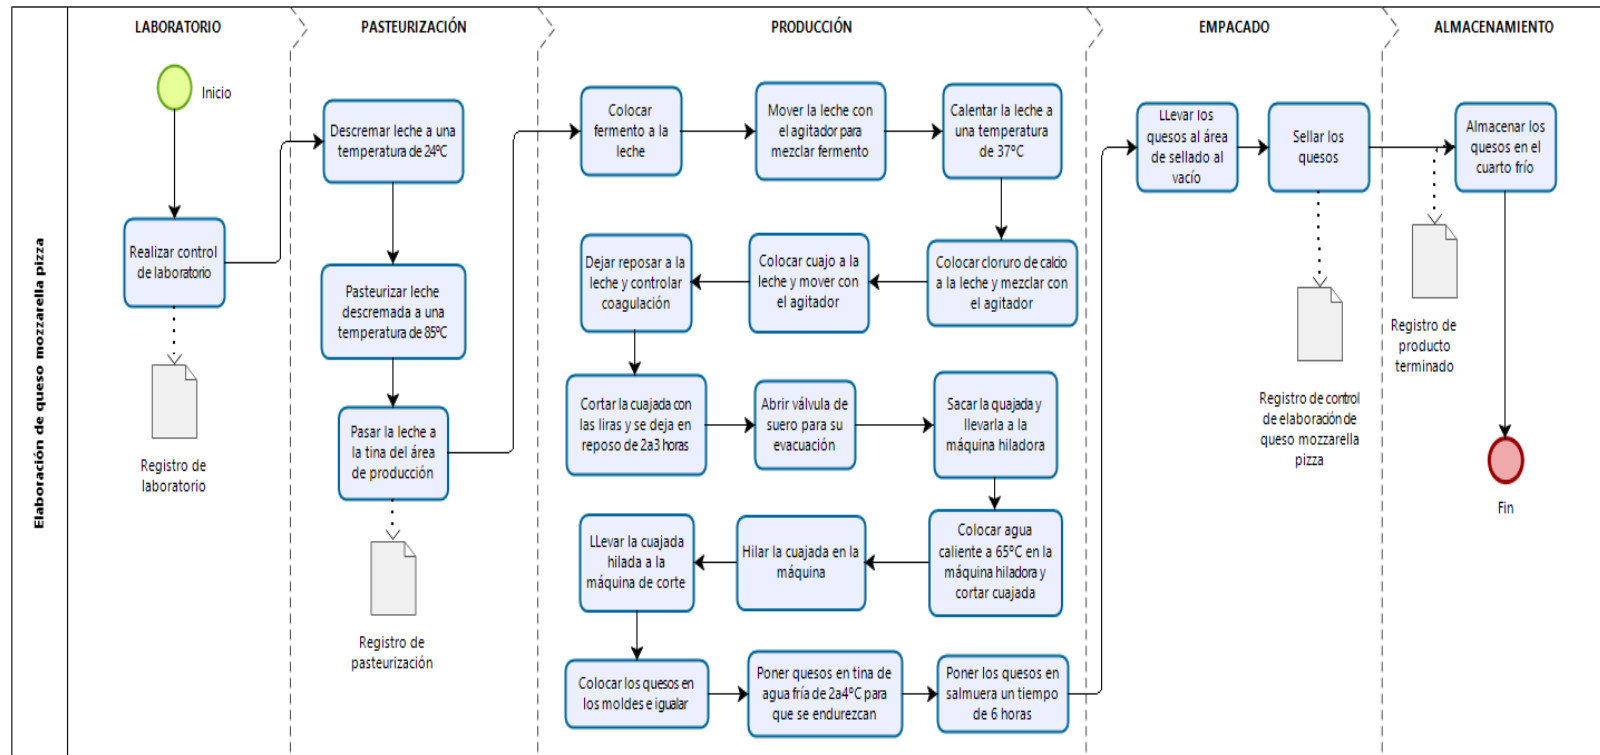 LABORATORIO
PASTEURIZACIÓN
PRODUCCIÓN
EMPACADO
ALMACENAMIENTO
Elaboración de queso mozzarella pizza
Inicio
Realizar control
de laboratorio
Registro de
laboratorio
Descremar leche a una
temperatura de 24ºC
Pasteurizar leche
descremada a una
temperatura de 85ºC
Pasar la leche a
la tina del área
de producción
Registro de
pasteurización
Colocar
fermento a la
leche
Mover la leche con
el agitador para
mezclar fermento
Calentar la leche a
una temperatura
de 37ºC
Colocar cloruro de calcio
a la leche y mezclar con
el agitador
Colocar cuajo a la
leche y mover con
el agitador
Dejar reposar a la
leche y controlar
coagulación
Cortar la cuajada con
las liras y se deja en
reposo de 2a3 horas
Abrir válvula de
suero para su
evacuación
Sacar la quajada y
llevarla a la
máquina hiladora
Colocar agua
caliente a 65ºC en la
máquina hiladora y
cortar cuajada
Hilar la cuajada en la
máquina
LLevar la cuajada
hilada a la
máquina de corte
Colocar los quesos en
los moldes e igualar
Poner quesos en tina de
agua fría de 2a4ºC para
que se endurezcan
Poner los quesos en
salmuera un tiempo
de 6 horas
LLevar los
quesos al área
de sellado al
vacío
Sellar los
quesos
Registro de control
de elaboración de
queso mozzarella
pizza
Almacenar los
quesos en el
cuarto frío
Registro de
producto
terminado
Fin